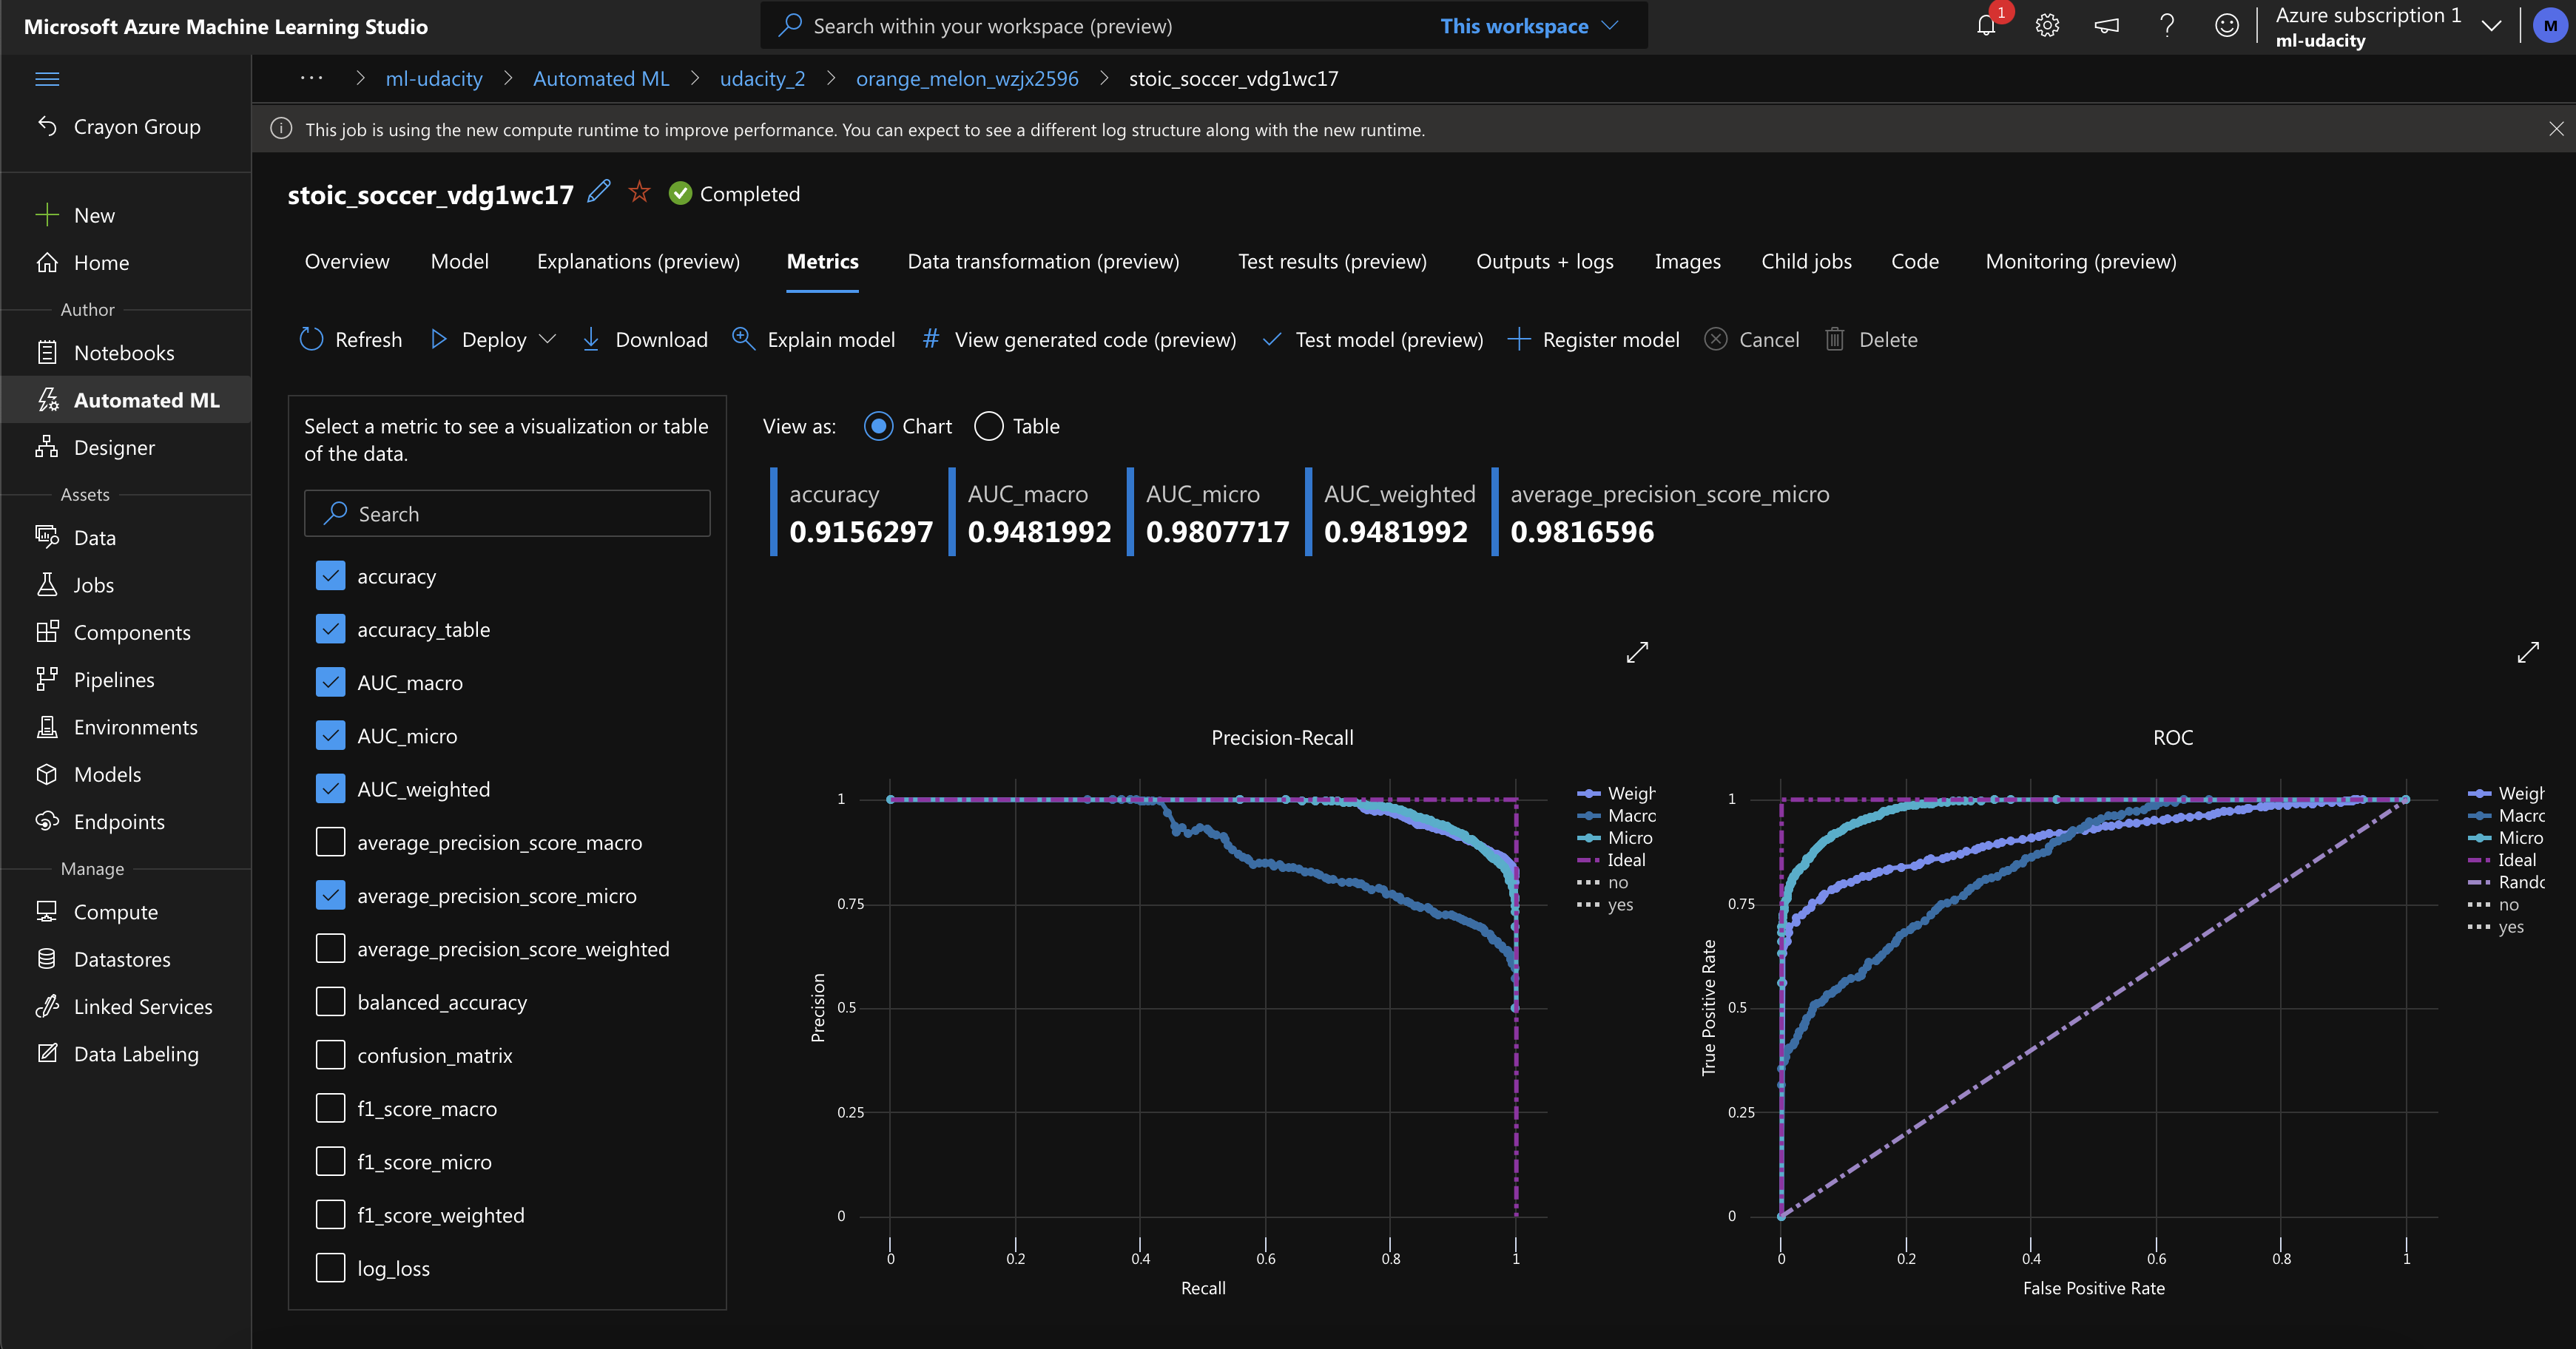 Microsoft Azure Machine Learning Studio
Search within your workspace (preview)
This workspace
1
Azure subscription 1
ml-udacity
M
··· > ml-udacity > Automated ML > udacity_2 > orange_melon_wzjx2596 > stoic_soccer_vdg1wc17
This job is using the new compute runtime to improve performance. You can expect to see a different log structure along with the new runtime.
Crayon Group
New
Home
Author
Notebooks
Automated ML
Designer
Assets
Data
Jobs
Components
Pipelines
Environments
Models
Endpoints
Manage
Compute
Datastores
Linked Services
Data Labeling
stoic_soccer_vdg1wc17
Completed
Overview Model Explanations (preview) Metrics Data transformation (preview) Test results (preview) Outputs + logs Images Child jobs Code Monitoring (preview)
Refresh Deploy Download Explain model # View generated code (preview) Test model (preview) Register model Cancel Delete
Select a metric to see a visualization or table
of the data.
Search
accuracy
accuracy_table
AUC_macro
AUC_micro
AUC_weighted
average_precision_score_macro
average_precision_score_micro
average_precision_score_weighted
balanced_accuracy
confusion_matrix
f1_score_macro
f1_score_micro
f1_score_weighted
log_loss
View as: Chart Table
accuracy
0.9156297
AUC_macro
0.9481992
AUC_micro
0.9807717
AUC_weighted
0.9481992
average_precision_score_micro
0.9816596
Precision-Recall
1
0.75
0.5
0.25
0
Precision
0 0.2 0.4 0.6 0.8 1
Recall
Weigh
Macro
Micro
Ideal
no
yes
ROC
1
0.75
0.5
0.25
0
True Positive Rate
0 0.2 0.4 0.6 0.8 1
False Positive Rate
Weigh
Macro
Micro
Ideal
Rando
no
yes